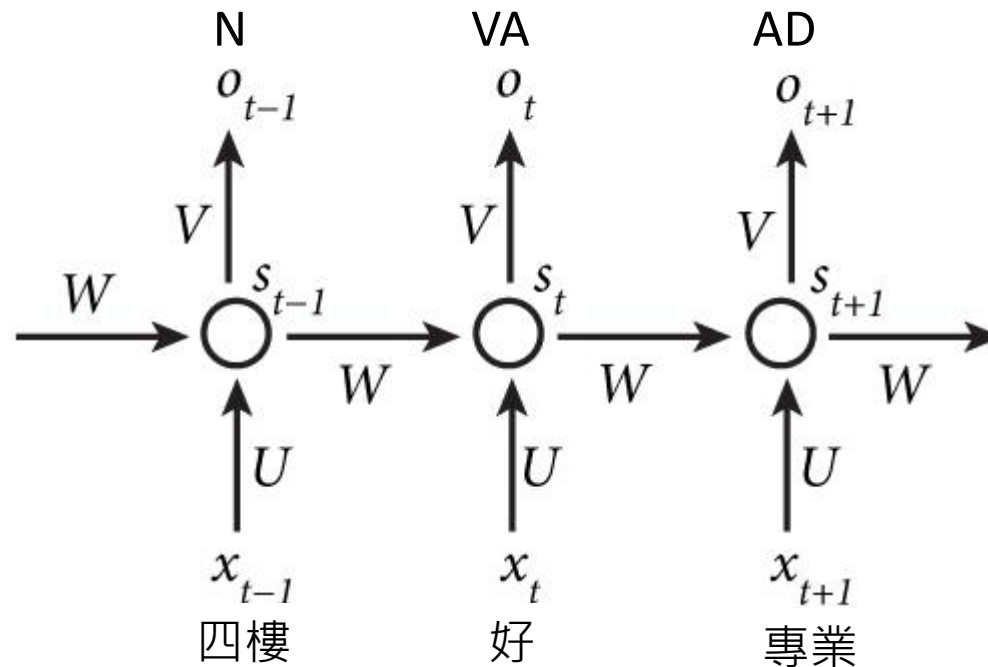 N VA AD
o_{t-1} o_t o_{t+1}
V V V
s_{t-1} s_t s_{t+1}
W W W W
U U U
x_{t-1} x_t x_{t+1}
四樓 好 專業